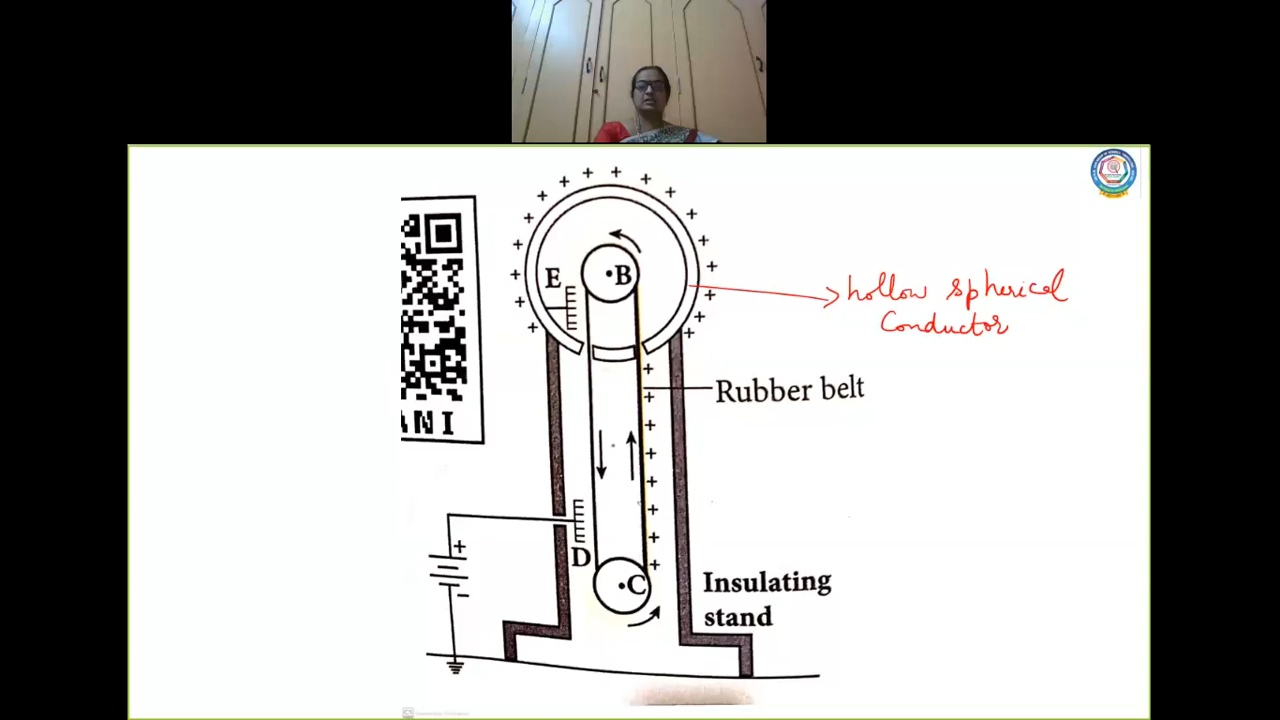 E
B
hollow spherical
Conductor
Rubber belt
ANI
D
C
Insulating
stand